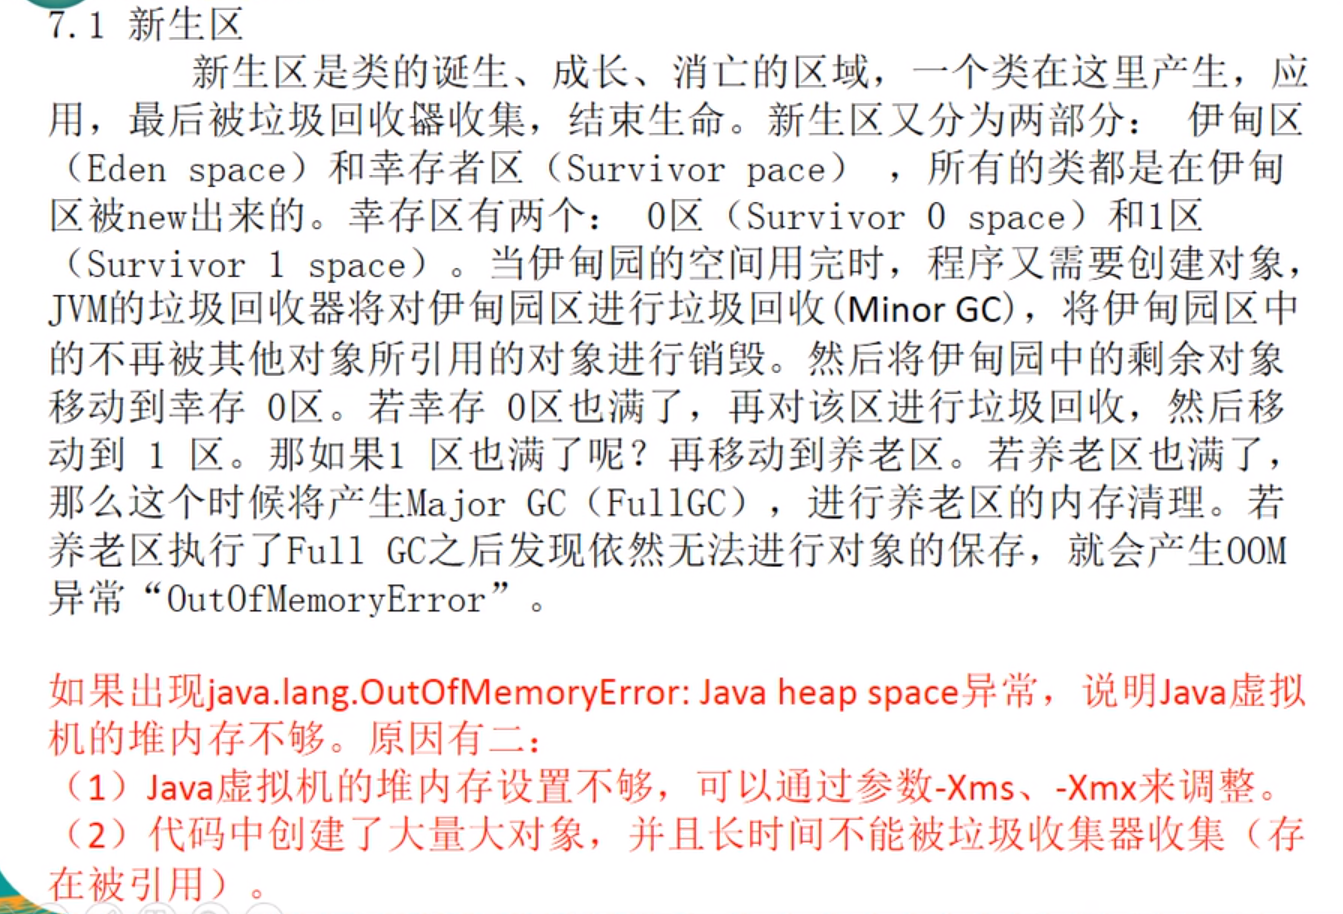 7.1 新生区
新生区是类的诞生、成长、消亡的区域，一个类在这里产生，应
用，最后被垃圾回收器收集，结束生命。新生区又分为两部分： 伊甸区
（Eden space）和幸存者区（Survivor pace） ，所有的类都是在伊甸
区被new出来的。幸存区有两个： 0区（Survivor 0 space）和1区
（Survivor 1 space）。当伊甸园的空间用完时，程序又需要创建对象，
JVM的垃圾回收器将对伊甸园区进行垃圾回收(Minor GC)，将伊甸园区中
的不再被其他对象所引用的对象进行销毁。然后将伊甸园中的剩余对象
移动到幸存 0区。若幸存 0区也满了，再对该区进行垃圾回收，然后移
动到 1 区。那如果1 区也满了呢？再移动到养老区。若养老区也满了，
那么这个时候将产生Major GC（FullGC），进行养老区的内存清理。若
养老区执行了Full GC之后发现依然无法进行对象的保存，就会产生OOM
异常“OutOfMemoryError”。
如果出现java.lang.OutOfMemoryError: Java heap space异常，说明Java虚拟
机的堆内存不够。原因有二：
（1）Java虚拟机的堆内存设置不够，可以通过参数-Xms、-Xmx来调整。
（2）代码中创建了大量大对象，并且长时间不能被垃圾收集器收集（存
在被引用）。